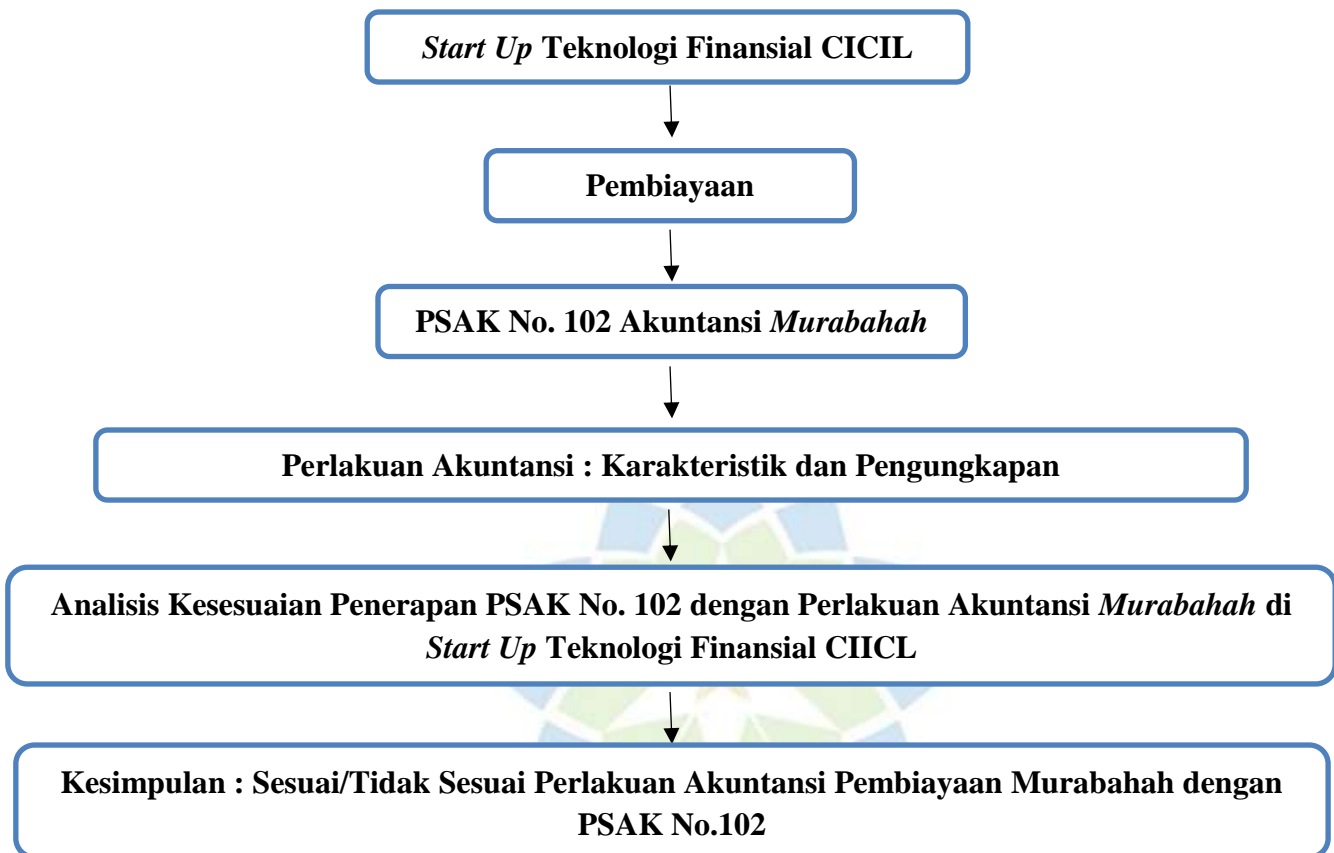 Start Up Teknologi Finansial CICIL
Pembiayaan
PSAK No. 102 Akuntansi Murabahah
Perlakuan Akuntansi : Karakteristik dan Pengungkapan
Analisis Kesesuaian Penerapan PSAK No. 102 dengan Perlakuan Akuntansi Murabahah di
Start Up Teknologi Finansial CIICL
Kesimpulan : Sesuai/Tidak Sesuai Perlakuan Akuntansi Pembiayaan Murabahah dengan
PSAK No.102